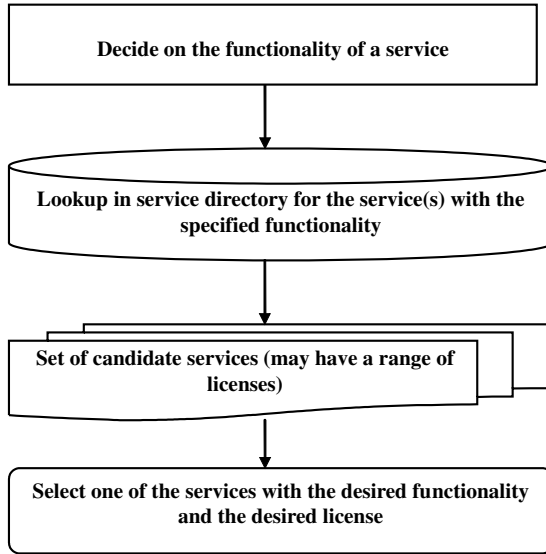 Decide on the functionality of a service
Lookup in service directory for the service(s) with the
specified functionality
Set of candidate services (may have a range of
licenses)
Select one of the services with the desired functionality
and the desired license